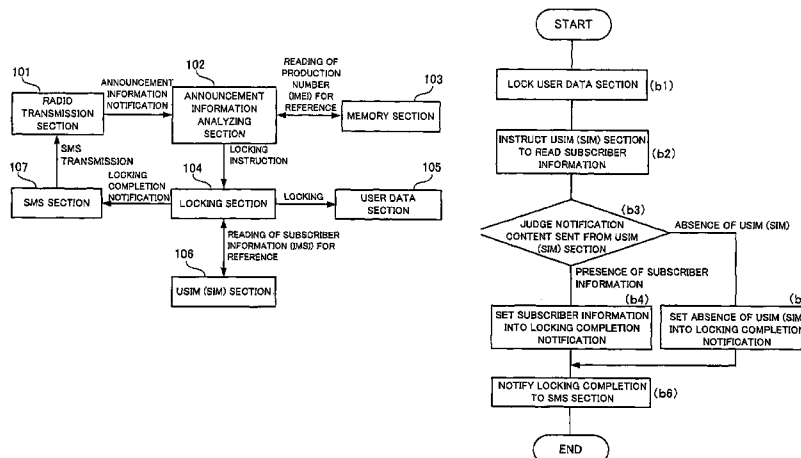 101
RADIO
TRANSMISSION
SECTION
ANNOUNCEMENT
INFORMATION
NOTIFICATION
102
ANNOUNCEMENT
INFORMATION
ANALYZING
SECTION
READING OF
PRODUCTION
NUMBER
(IMEI) FOR
REFERENCE
103
MEMORY SECTION
SMS
TRANSMISSION
LOCKING
INSTRUCTION
107
SMS SECTION
LOCKING
COMPLETION
NOTIFICATION
104
LOCKING SECTION
LOCKING
105
USER DATA
SECTION
READING OF SUBSCRIBER
INFORMATION (IMSI) FOR
REFERENCE
106
USIM (SIM) SECTION
START
LOCK USER DATA SECTION
(b1)
INSTRUCT USIM (SIM) SECTION
TO READ SUBSCRIBER
INFORMATION
(b2)
(b3)
JUDGE NOTIFICATION
CONTENT SENT FROM USIM
(SIM) SECTION
ABSENCE OF USIM (SIM)
PRESENCE OF SUBSCRIBER
INFORMATION
(b4)
SET SUBSCRIBER INFORMATION
INTO LOCKING COMPLETION
NOTIFICATION
SET ABSENCE OF USIM (SIM
INTO LOCKING COMPLETION
NOTIFICATION
NOTIFY LOCKING COMPLETION
TO SMS SECTION
(b6)
END